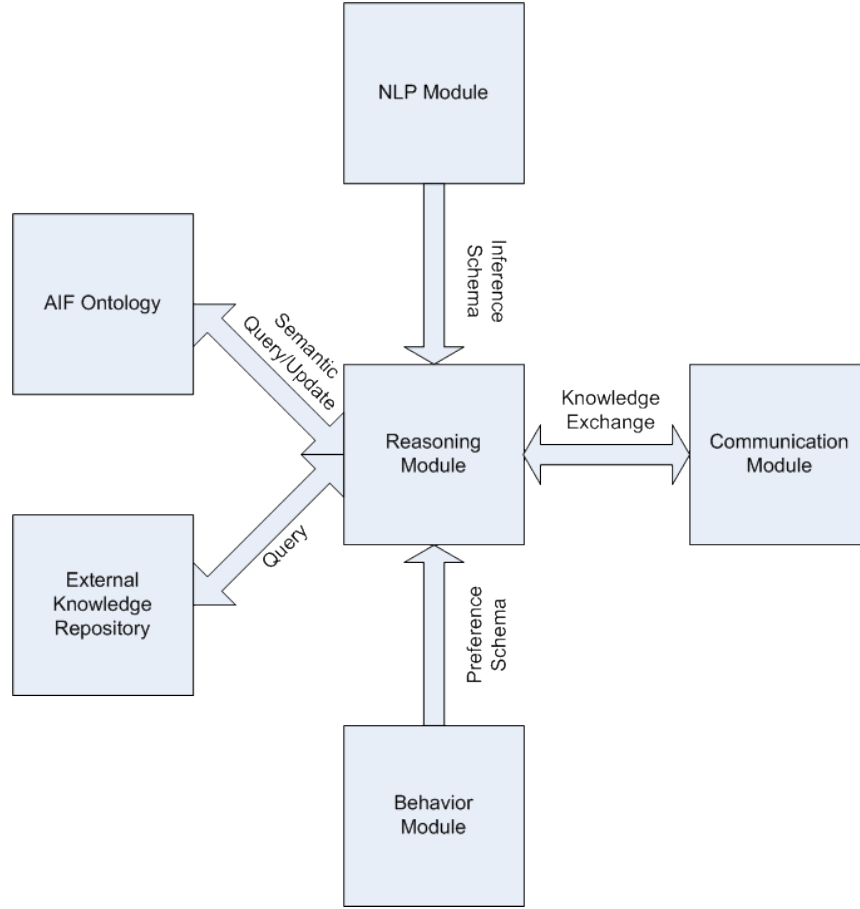 NLP Module
Inference
Schema
AIF Ontology
Semantic
Query/Update
Knowledge
Exchange
Reasoning
Module
Communication
Module
Query
External
Knowledge
Repository
Preference
Schema
Behavior
Module